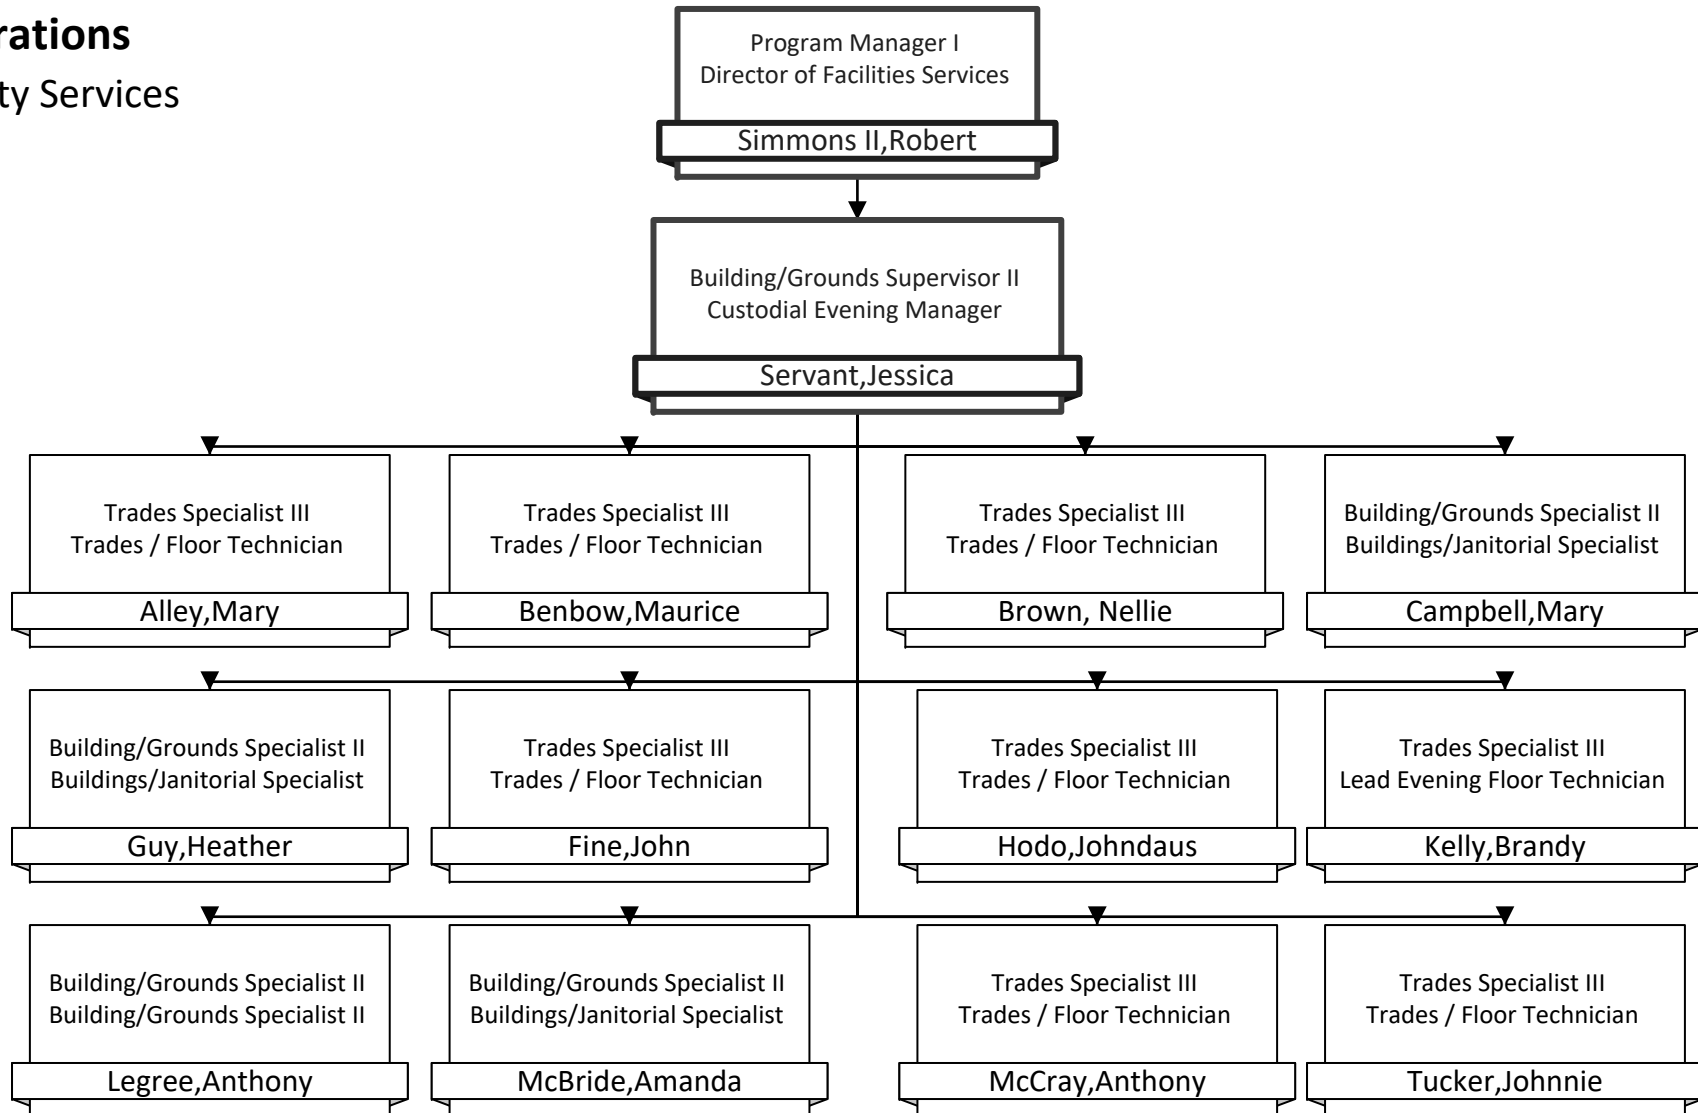 rations
ty Services
Program Manager I
Director of Facilities Services
Simmons II,Robert
Building/Grounds Supervisor II
Custodial Evening Manager
Servant,Jessica
Trades Specialist III
Trades / Floor Technician
Alley,Mary
Trades Specialist III
Trades / Floor Technician
Benbow,Maurice
Trades Specialist III
Trades / Floor Technician
Brown, Nellie
Building/Grounds Specialist II
Buildings/Janitorial Specialist
Campbell,Mary
Building/Grounds Specialist II
Buildings/Janitorial Specialist
Guy,Heather
Trades Specialist III
Trades / Floor Technician
Fine,John
Trades Specialist III
Trades / Floor Technician
Hodo,Johndaus
Trades Specialist III
Lead Evening Floor Technician
Kelly,Brandy
Building/Grounds Specialist II
Building/Grounds Specialist II
Legree,Anthony
Building/Grounds Specialist II
Buildings/Janitorial Specialist
McBride,Amanda
Trades Specialist III
Trades / Floor Technician
McCray,Anthony
Trades Specialist III
Trades / Floor Technician
Tucker,Johnnie